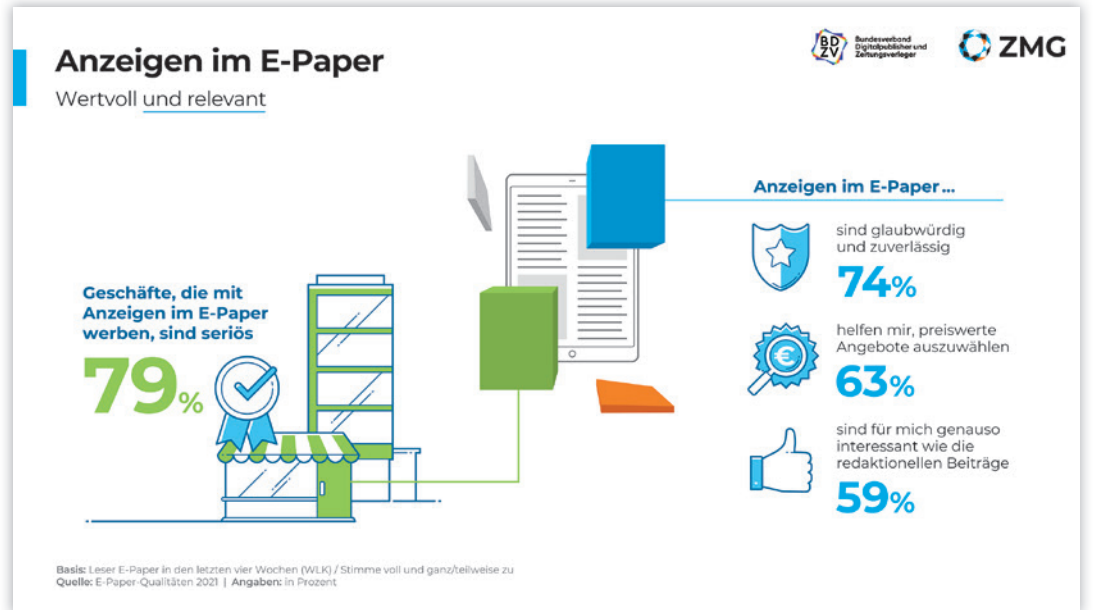 Anzeigen im E-Paper
Wertvoll und relevant
BD
ZV
Bundesverband
Digitalpublisher und
Zeitungsverleger
ZMG
Geschäfte, die mit
Anzeigen im E-Paper
werben, sind seriös
79%
Anzeigen im E-Paper...
sind glaubwürdig
und zuverlässig
74%
€
helfen mir, preiswerte
Angebote auszuwählen
63%
sind für mich genauso
interessant wie die
redaktionellen Beiträge
59%
Basis: Leser E-Paper in den letzten vier Wochen (WLK) / Stimme voll und ganz/teilweise zu
Quelle: E-Paper-Qualitäten 2021 | Angaben: in Prozent